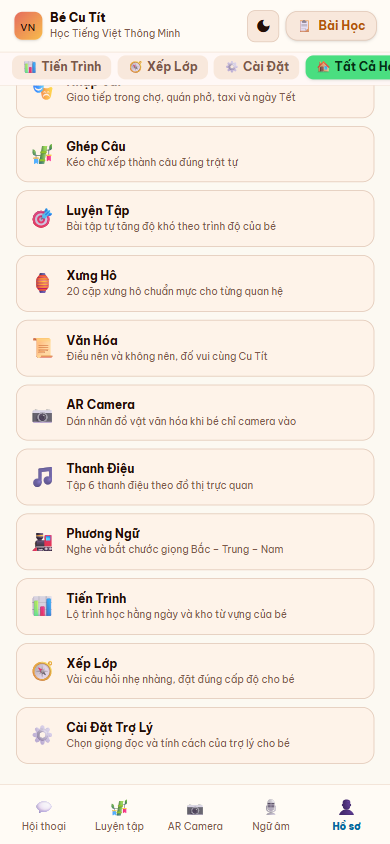 VN
Bé Cu Tít
Học Tiếng Việt Thông Minh
Bài Học
Tiến Trình
Xếp Lớp
Cài Đặt
Tất Cả
Giao tiếp trong chợ, quán phở, taxi và ngày Tết
Ghép Câu
Kéo chữ xếp thành câu đúng trật tự
Luyện Tập
Bài tập tự tăng độ khó theo trình độ của bé
Xưng Hô
20 cặp xưng hô chuẩn mực cho từng quan hệ
Văn Hóa
Điều nên và không nên, đố vui cùng Cu Tít
AR Camera
Dán nhãn đồ vật văn hóa khi bé chỉ camera vào
Thanh Điệu
Tập 6 thanh điệu theo đồ thị trực quan
Phương Ngữ
Nghe và bắt chước giọng Bắc – Trung – Nam
Tiến Trình
Lộ trình học hằng ngày và kho từ vựng của bé
Xếp Lớp
Vài câu hỏi nhẹ nhàng, đặt đúng cấp độ cho bé
Cài Đặt Trợ Lý
Chọn giọng đọc và tính cách của trợ lý cho bé
Hội thoại
Luyện tập
AR Camera
Ngữ âm
Hồ sơ